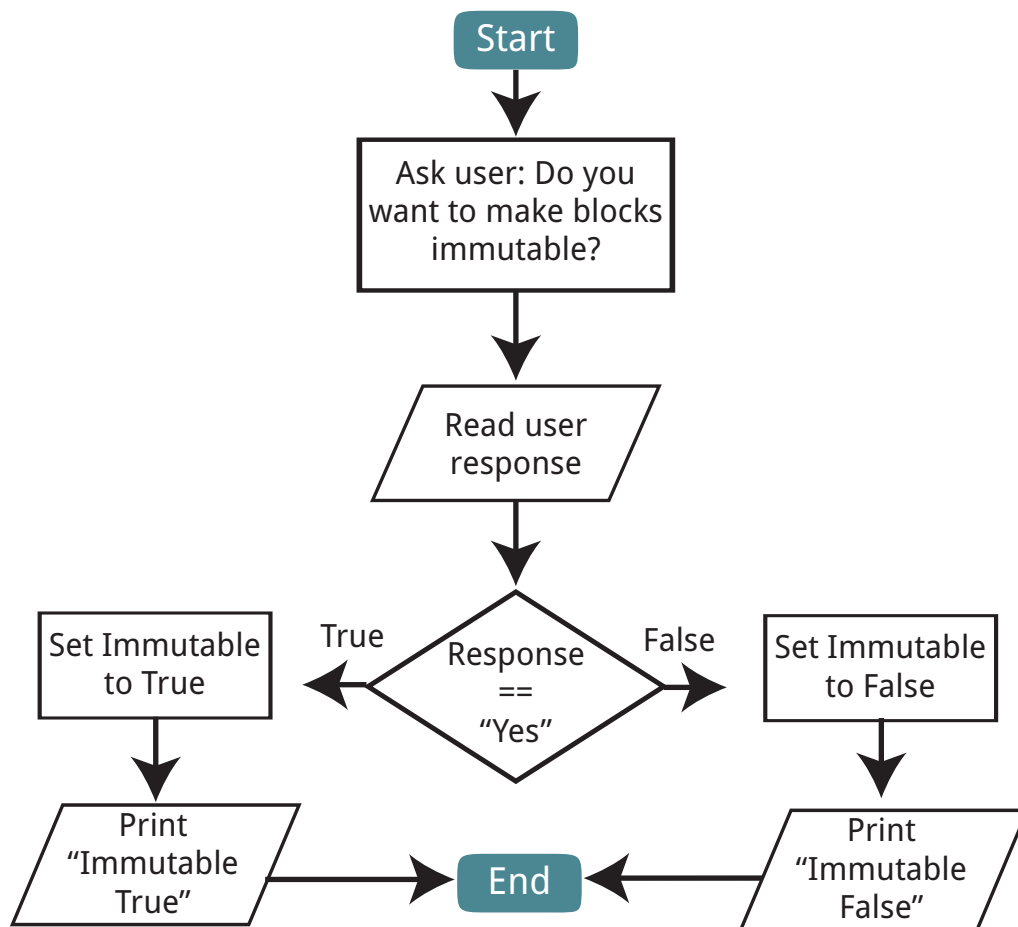 Start
Ask user: Do you
want to make blocks
immutable?
Read user
response
True
Response
==
“Yes”
False
Set Immutable
to True
Set Immutable
to False
Print
“Immutable
True”
End
Print
“Immutable
False”